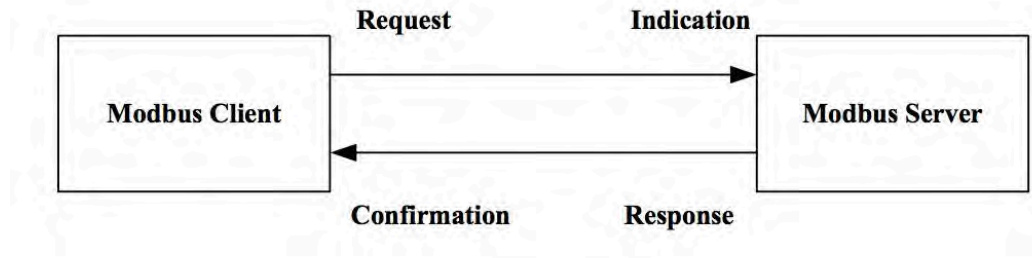 Request Indication
Modbus Client Modbus Server
Confirmation Response